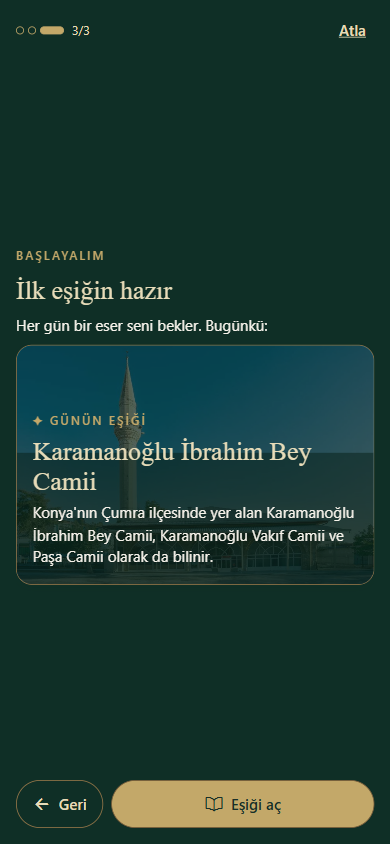 3/3
Atla
BAŞLAYALIM
İlk eşiğin hazır
Her gün bir eser seni bekler. Bugünkü:
GÜNÜN EŞİĞİ
Karamanoğlu İbrahim Bey
Camii
Konya'nın Çumra ilçesinde yer alan Karamanoğlu
İbrahim Bey Camii, Karamanoğlu Vakıf Camii ve
Paşa Camii olarak da bilinir.
Geri
Eşiği aç